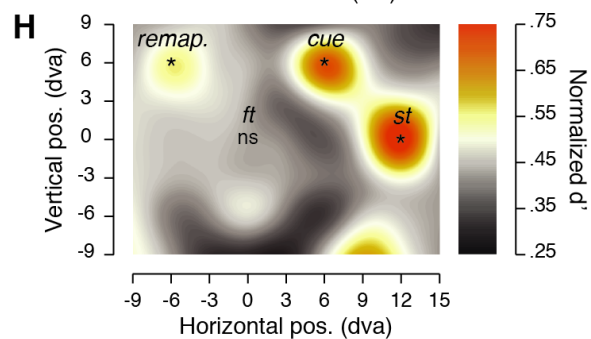 H
9
6
3
0
-3
-6
-9
Vertical pos. (dva)
remap.
*
cue
*
ft
ns
st
*
-9 -6 -3 0 3 6 9 12 15
Horizontal pos. (dva)
.75
.65
.55
.45
.35
.25
Normalized d'